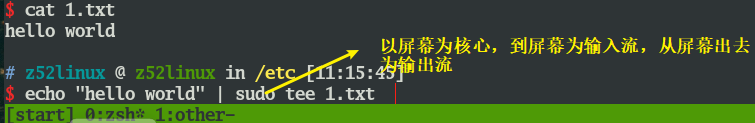 $ cat 1.txt
hello world
以屏幕为核心，到屏幕为输入流，从屏幕出去
为输出流
# z52linux @ z52linux in /etc [11:15:45]
$ echo "hello world" | sudo tee 1.txt
[start] 0:zsh* 1:other-